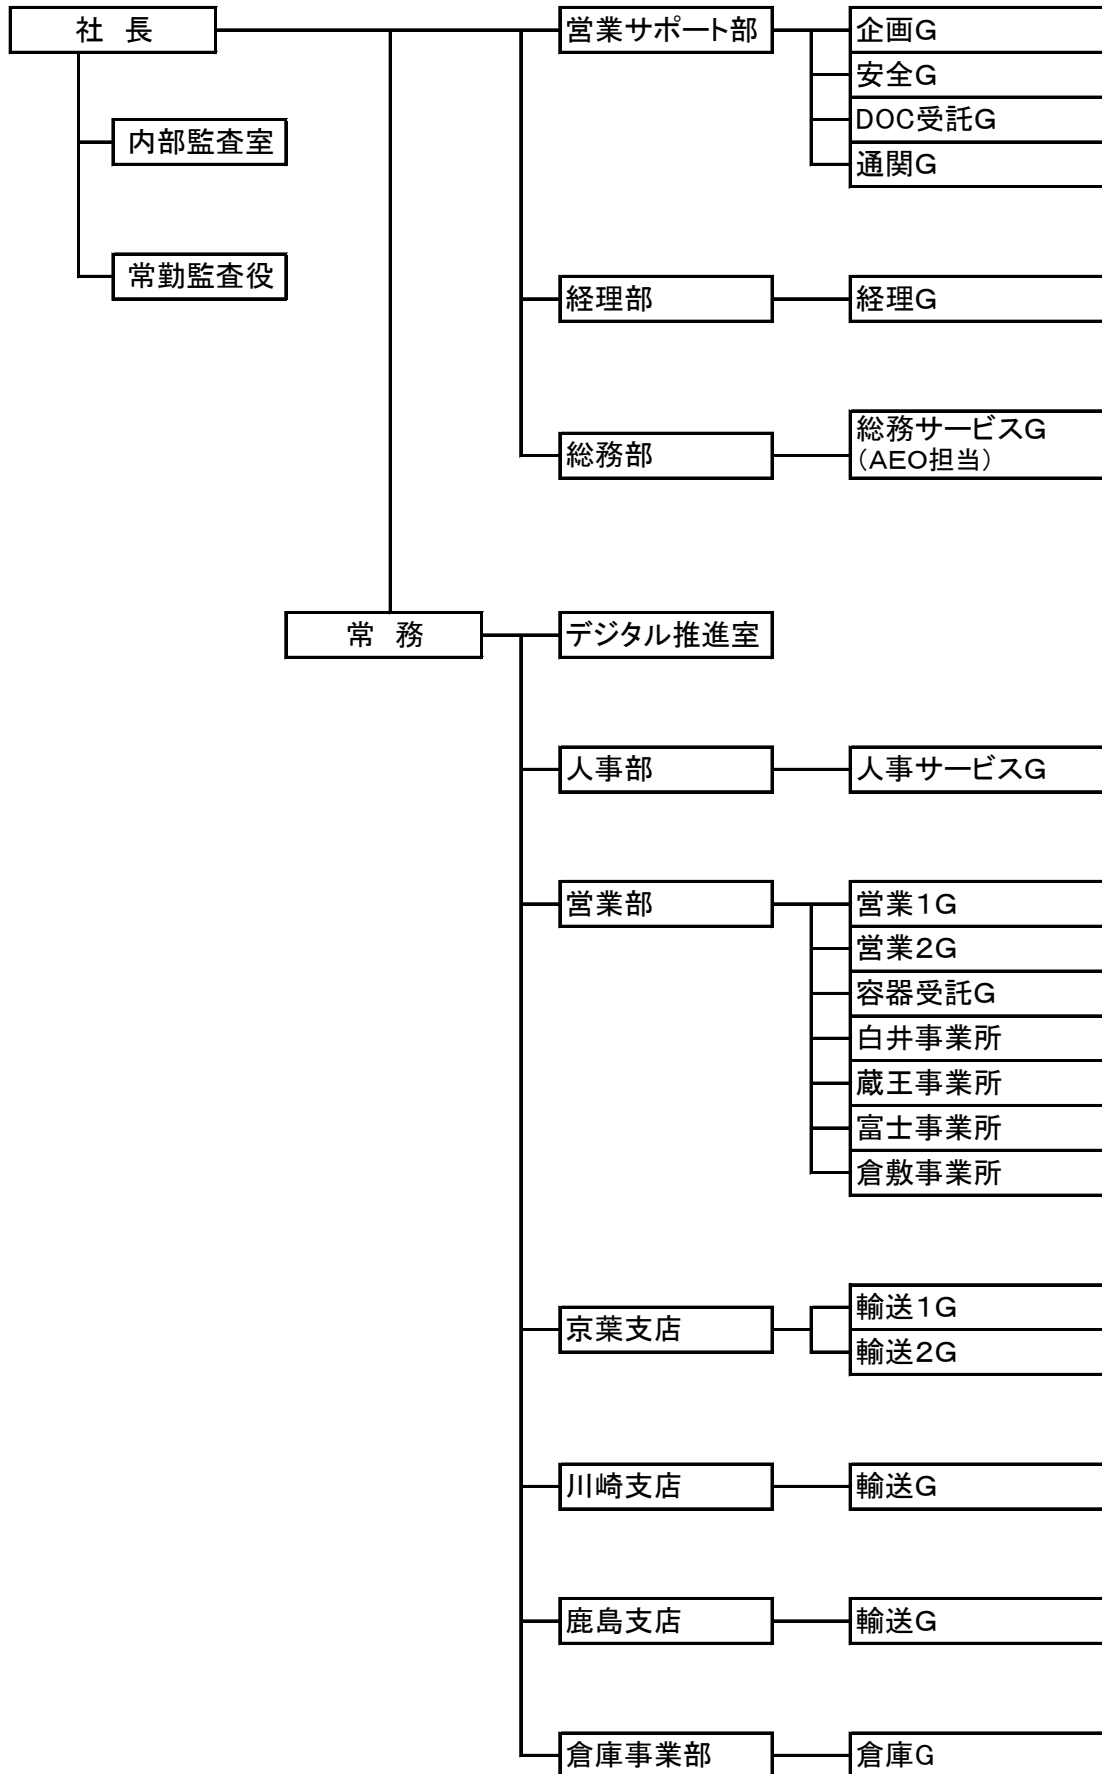 社 長
内部監査室
常勤監査役
営業サポート部
企画G
安全G
DOC受託G
通関G
経理部
経理G
総務部
総務サービスG
（AEO担当）
常 務
デジタル推進室
人事部
人事サービスG
営業部
営業１G
営業２G
容器受託G
白井事業所
蔵王事業所
富士事業所
倉敷事業所
京葉支店
輸送１G
輸送２G
川崎支店
輸送G
鹿島支店
輸送G
倉庫事業部
倉庫G